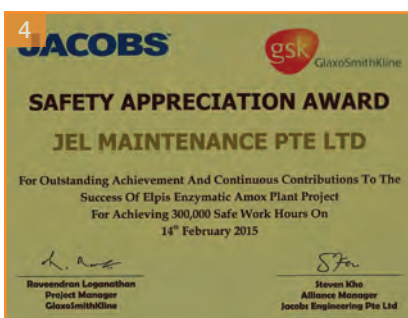 4
JACOBS
gsk
GlaxoSmithKline
SAFETY APPRECIATION AWARD
JEL MAINTENANCE PTE LTD
For Outstanding Achievement And Continuous Contributions To The
Success Of Elpis Enzymatic Amox Plant Project
For Achieving 300,000 Safe Work Hours On
14th February 2015
Raveendran Loganathan
Project Manager
GlaxoSmithKline
Steven Kho
Alliance Manager
Jacobs Engineering Pte Ltd